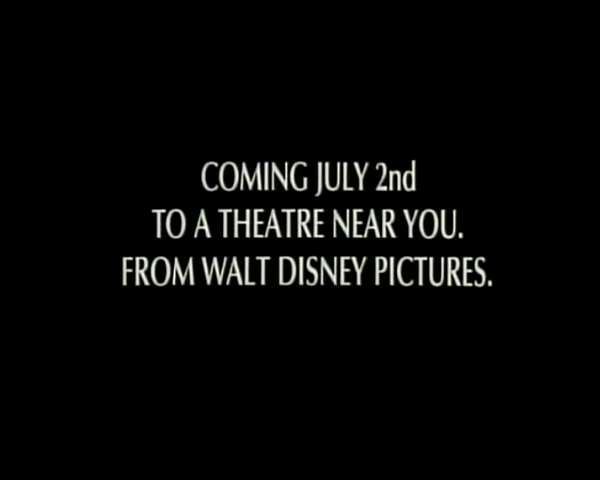 COMING JULY 2nd
TO A THEATRE NEAR YOU.
FROM WALT DISNEY PICTURES.